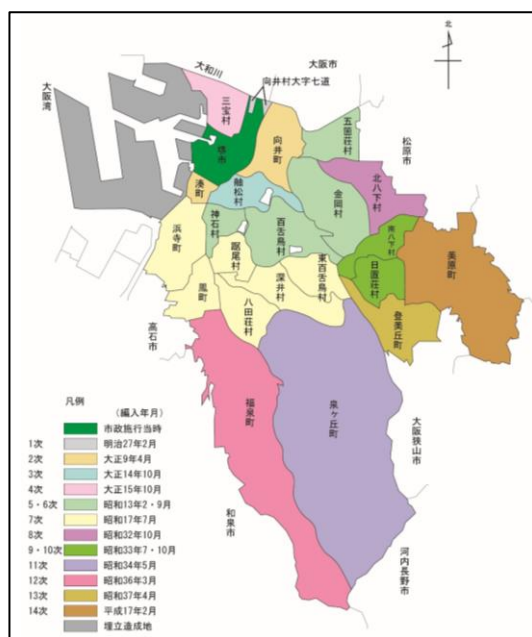 北
大和川
向井村大字七道
大阪市
大阪湾
三宝村
五箇荘村
松原市
向井町
堺市
北八下村
湊町
舳松村
金岡村
神石村
百舌鳥村
南八下村
浜寺町
踞尾村
東百舌鳥村
日置荘村
美原町
深井村
鳳町
八田荘村
登美丘町
高石市
福泉町
泉ヶ丘町
大阪狭山市
和泉市
河内長野市
凡例
(編入年月)
市政施行当時
1次 明治27年2月
2次 大正9年4月
3次 大正14年10月
4次 大正15年10月
5・6次 昭和13年2・9月
7次 昭和17年7月
8次 昭和32年10月
9・10次 昭和33年7・10月
11次 昭和34年5月
12次 昭和36年3月
13次 昭和37年4月
14次 平成17年2月
埋立造成地